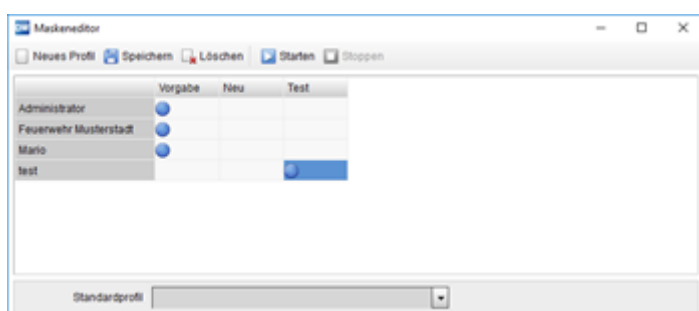 Maskeneditor
Neues Profil Speichern Löschen Starten Stoppen
Vorgabe Neu Test
Administrator
Feuerwehr Musterstadt
Mario
test
Standardprofil